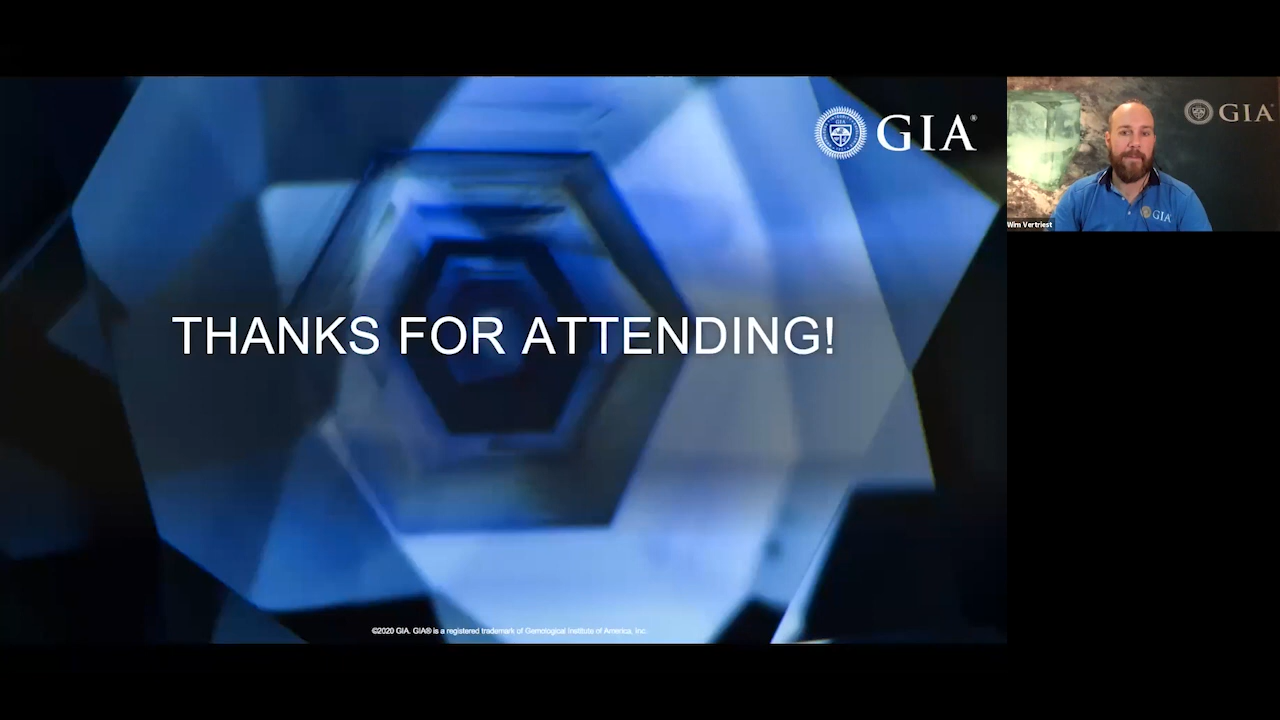 GIA®
THANKS FOR ATTENDING!
©2020 GIA. GIA® is a registered trademark of Gemological Institute of America, Inc.
GIA
Wim Vertriest
GIA